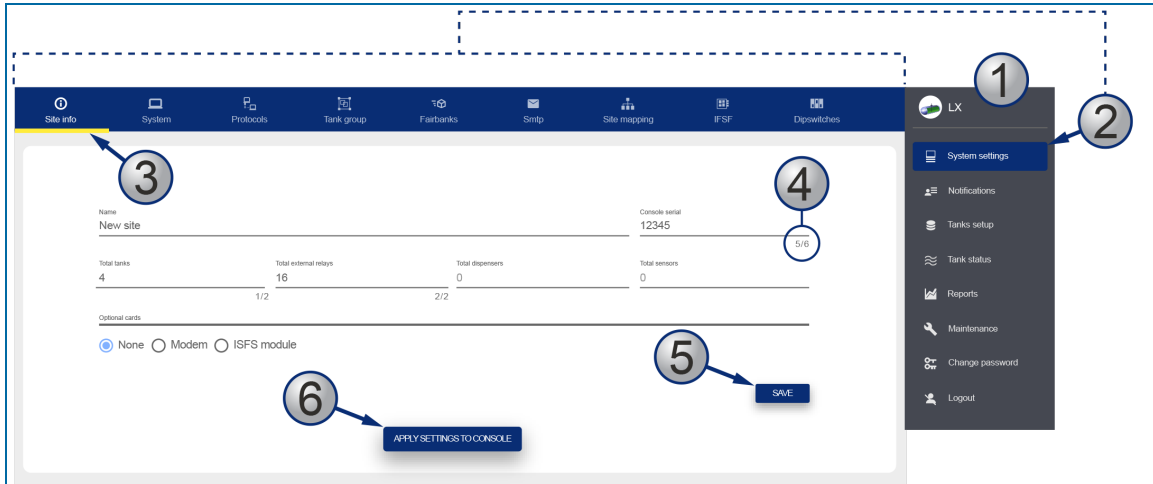 1
LX
2
Site info System Protocols Tank group Fairbanks Smtp Site mapping IFSF Dipswitches
System settings
3
4
Notifications
Name Console serial
New site 12345
5/6
Tanks setup
Total tanks Total external relays Total dispensers Total sensors
4 16 0 0
1/2 2/2
Tank status
Reports
Optional cards
None Modem ISFS module
Maintenance
5
Change password
6
SAVE
Logout
APPLY SETTINGS TO CONSOLE